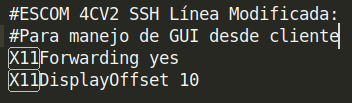 #ESCOM 4CV2 SSH Línea Modificada:
#Para manejo de GUI desde cliente
X11Forwarding yes
X11DisplayOffset 10